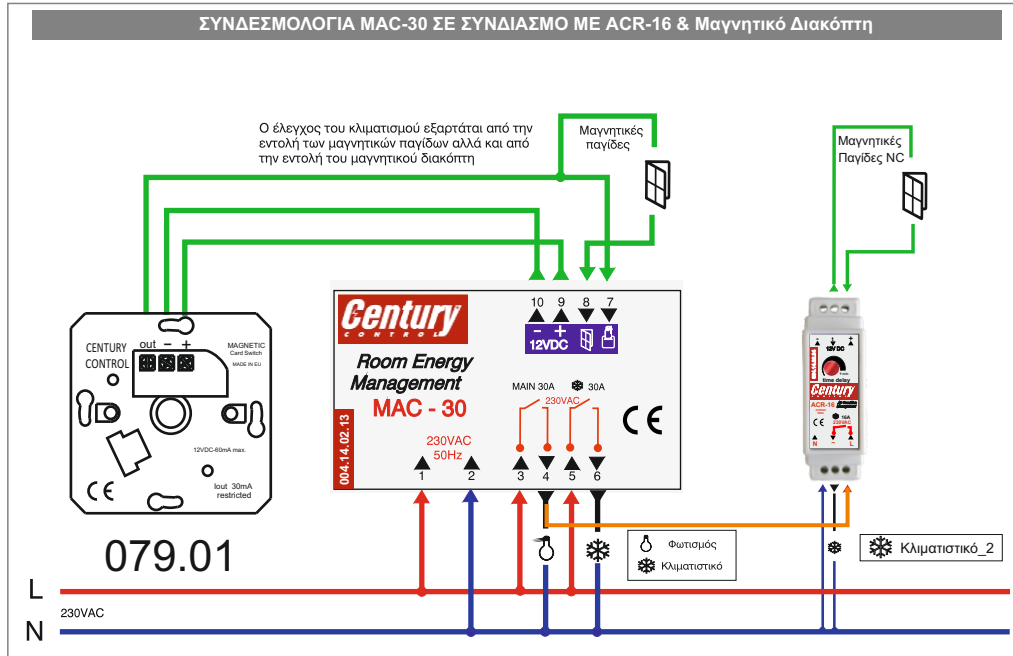 ΣΥΝΔΕΣΜΟΛΟΓΙΑ MAC-30 ΣΕ ΣΥΝΔΙΑΣΜΟ ΜΕ ACR-16 & Μαγνητικό Διακόπτη
Ο έλεγχος του κλιματισμού εξαρτάται από την
εντολή των μαγνητικών παγίδων αλλά και από
την εντολή του μαγνητικού διακόπτη
Μαγνητικές
παγίδες
Μαγνητικές
Παγίδες NC
CENTURY
CONTROL
out - +
MAGNETIC
Card Switch
MADE IN EU
12VDC-60mA max.
Iout 30mA
restricted
CE
079.01
Century
CONTROL
Room Energy
Management
MAC - 30
004.14.02.13
230VAC
50Hz
10 9 8 7
- +
12VDC
MAIN 30A
30A
230VAC
CE
1 2 3 4 5 6
12V DC
time delay
Century
ACR-16
CE
16A
230VAC
N - L
Φωτισμός
Κλιματιστικό
Κλιματιστικό_2
L
230VAC
N